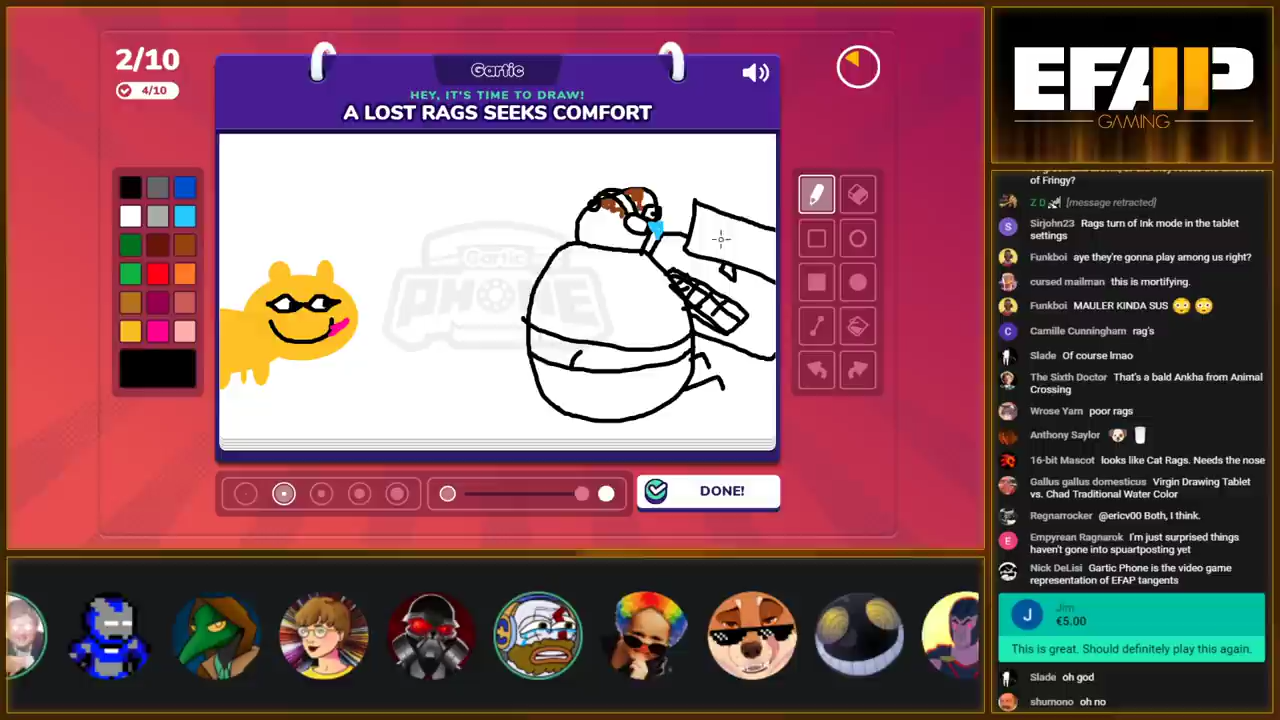 2/10
4/10
Gartic
HEY, IT'S TIME TO DRAW!
A LOST RAGS SEEKS COMFORT
Gartic
PHONE
DONE!
EFAP
GAMING
of Fringy?
Z D [message retracted]
Sirjohn23 Rags turn of Ink mode in the tablet
settings
Funkboi aye they're gonna play among us right?
cursed mailman this is mortifying.
Funkboi MAULER KINDA SUS
Camille Cunningham rag's
Slade Of course lmao
The Sixth Doctor That's a bald Ankha from Animal
Crossing
Wrose Yarn poor rags
Anthony Saylor
16-bit Mascot looks like Cat Rags. Needs the nose
Gallus gallus domesticus Virgin Drawing Tablet
vs. Chad Traditional Water Color
Regnarrocker @ericv00 Both, I think.
Empyrean Ragnarok I'm just surprised things
haven't gone into spuartposting yet
Nick DeLisi Gartic Phone is the video game
representation of EFAP tangents
J
Jim
€5.00
This is great. Should definitely play this again.
Slade oh god
shumono oh no